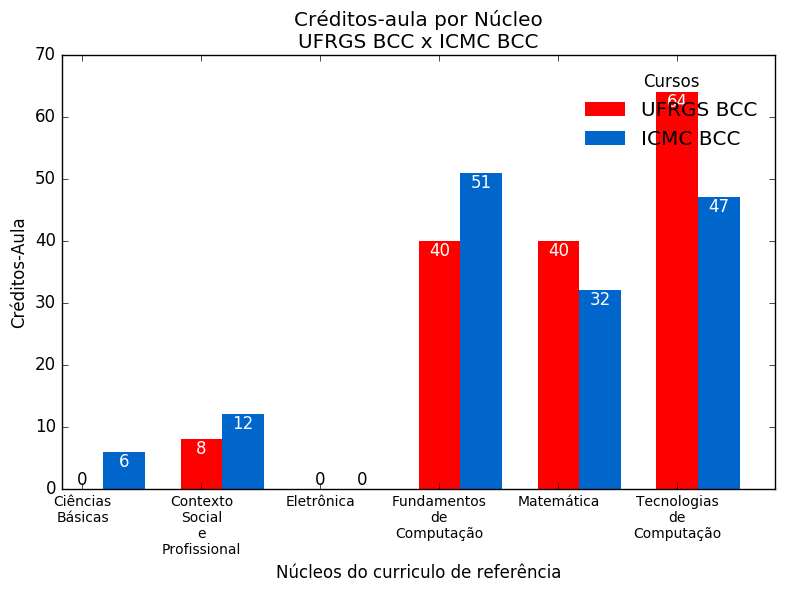 Créditos-aula por Núcleo
UFRGS BCC x ICMC BCC
Créditos-Aula
70
60
50
40
30
20
10
0
Cursos
UFRGS BCC
ICMC BCC
0
6
8
12
0
0
40
51
40
32
64
47
Ciências
Básicas
Contexto
Social
e
Profissional
Eletrônica
Fundamentos
de
Computação
Matemática
Tecnologias
de
Computação
Núcleos do curriculo de referência